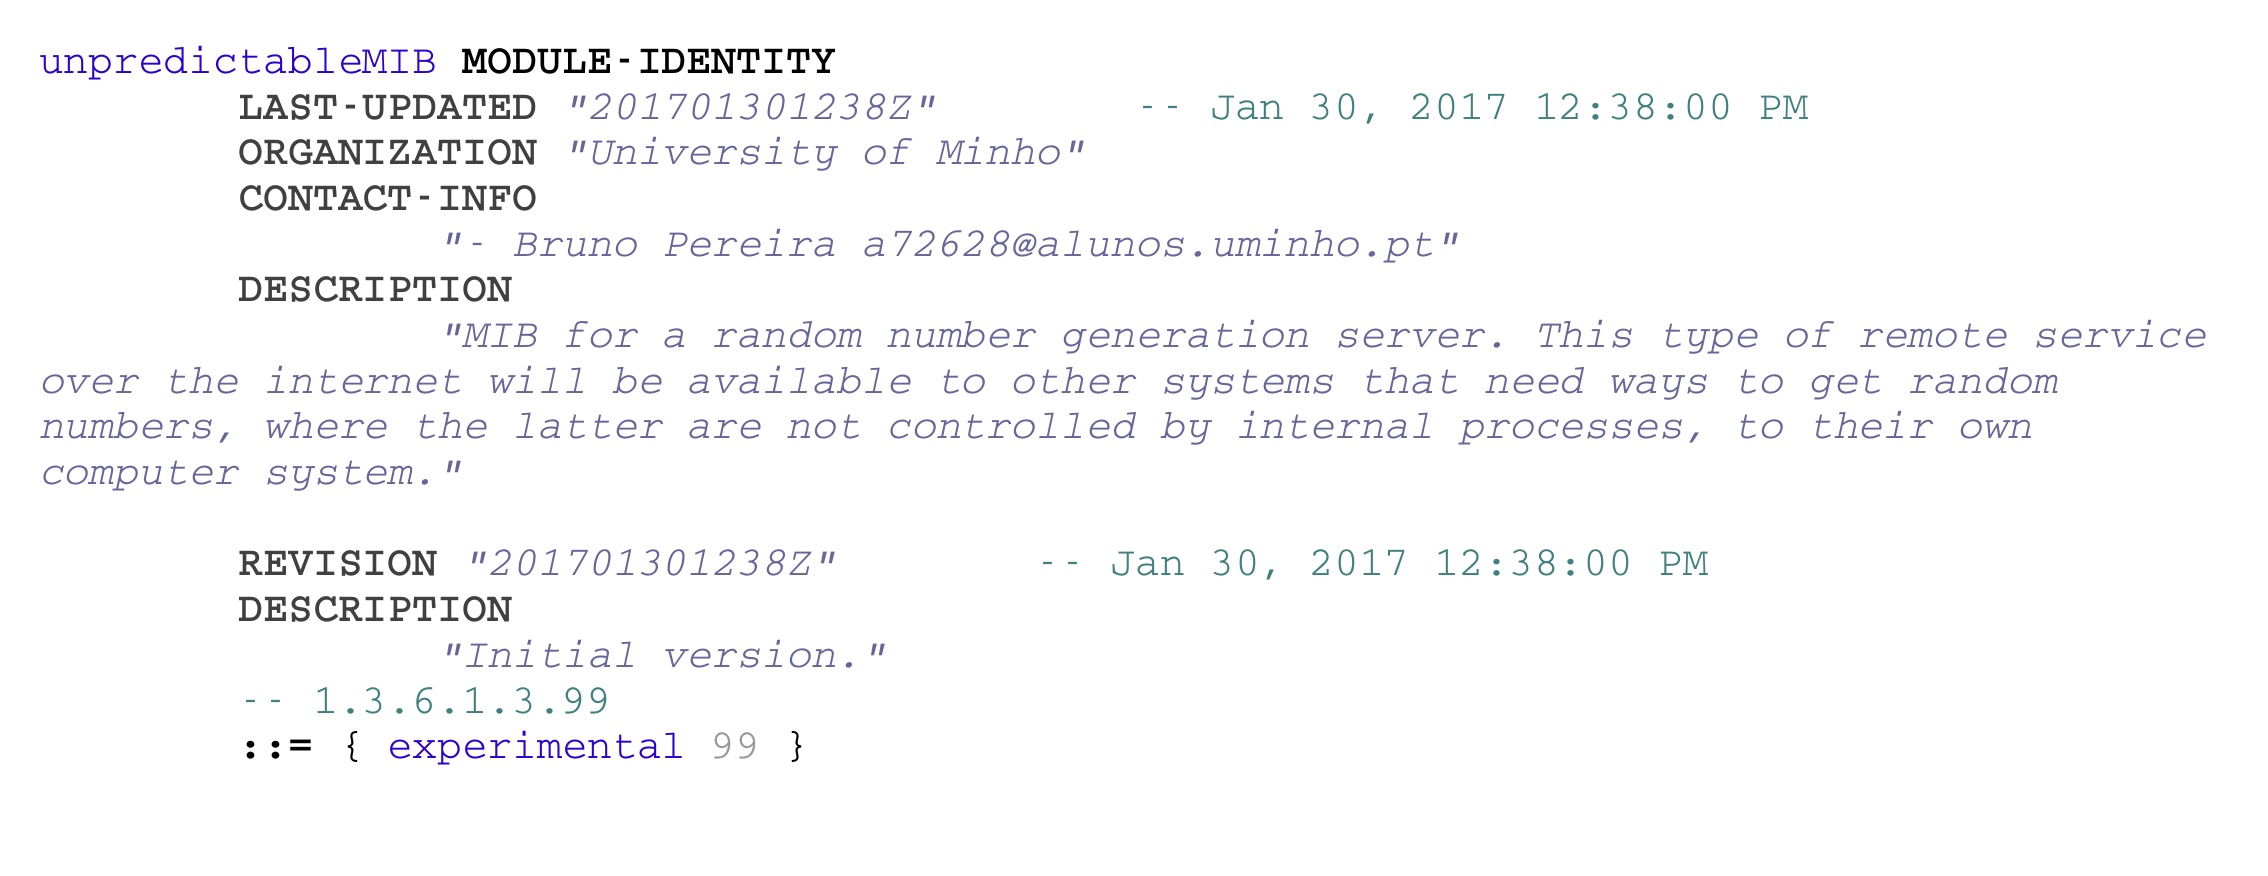 unpredictableMIB MODULE-IDENTITY
LAST-UPDATED "201701301238Z" -- Jan 30, 2017 12:38:00 PM
ORGANIZATION "University of Minho"
CONTACT-INFO
"- Bruno Pereira a72628@alunos.uminho.pt"
DESCRIPTION
"MIB for a random number generation server. This type of remote service
over the internet will be available to other systems that need ways to get random
numbers, where the latter are not controlled by internal processes, to their own
computer system."
REVISION "201701301238Z" -- Jan 30, 2017 12:38:00 PM
DESCRIPTION
"Initial version."
-- 1.3.6.1.3.99
::= { experimental 99 }